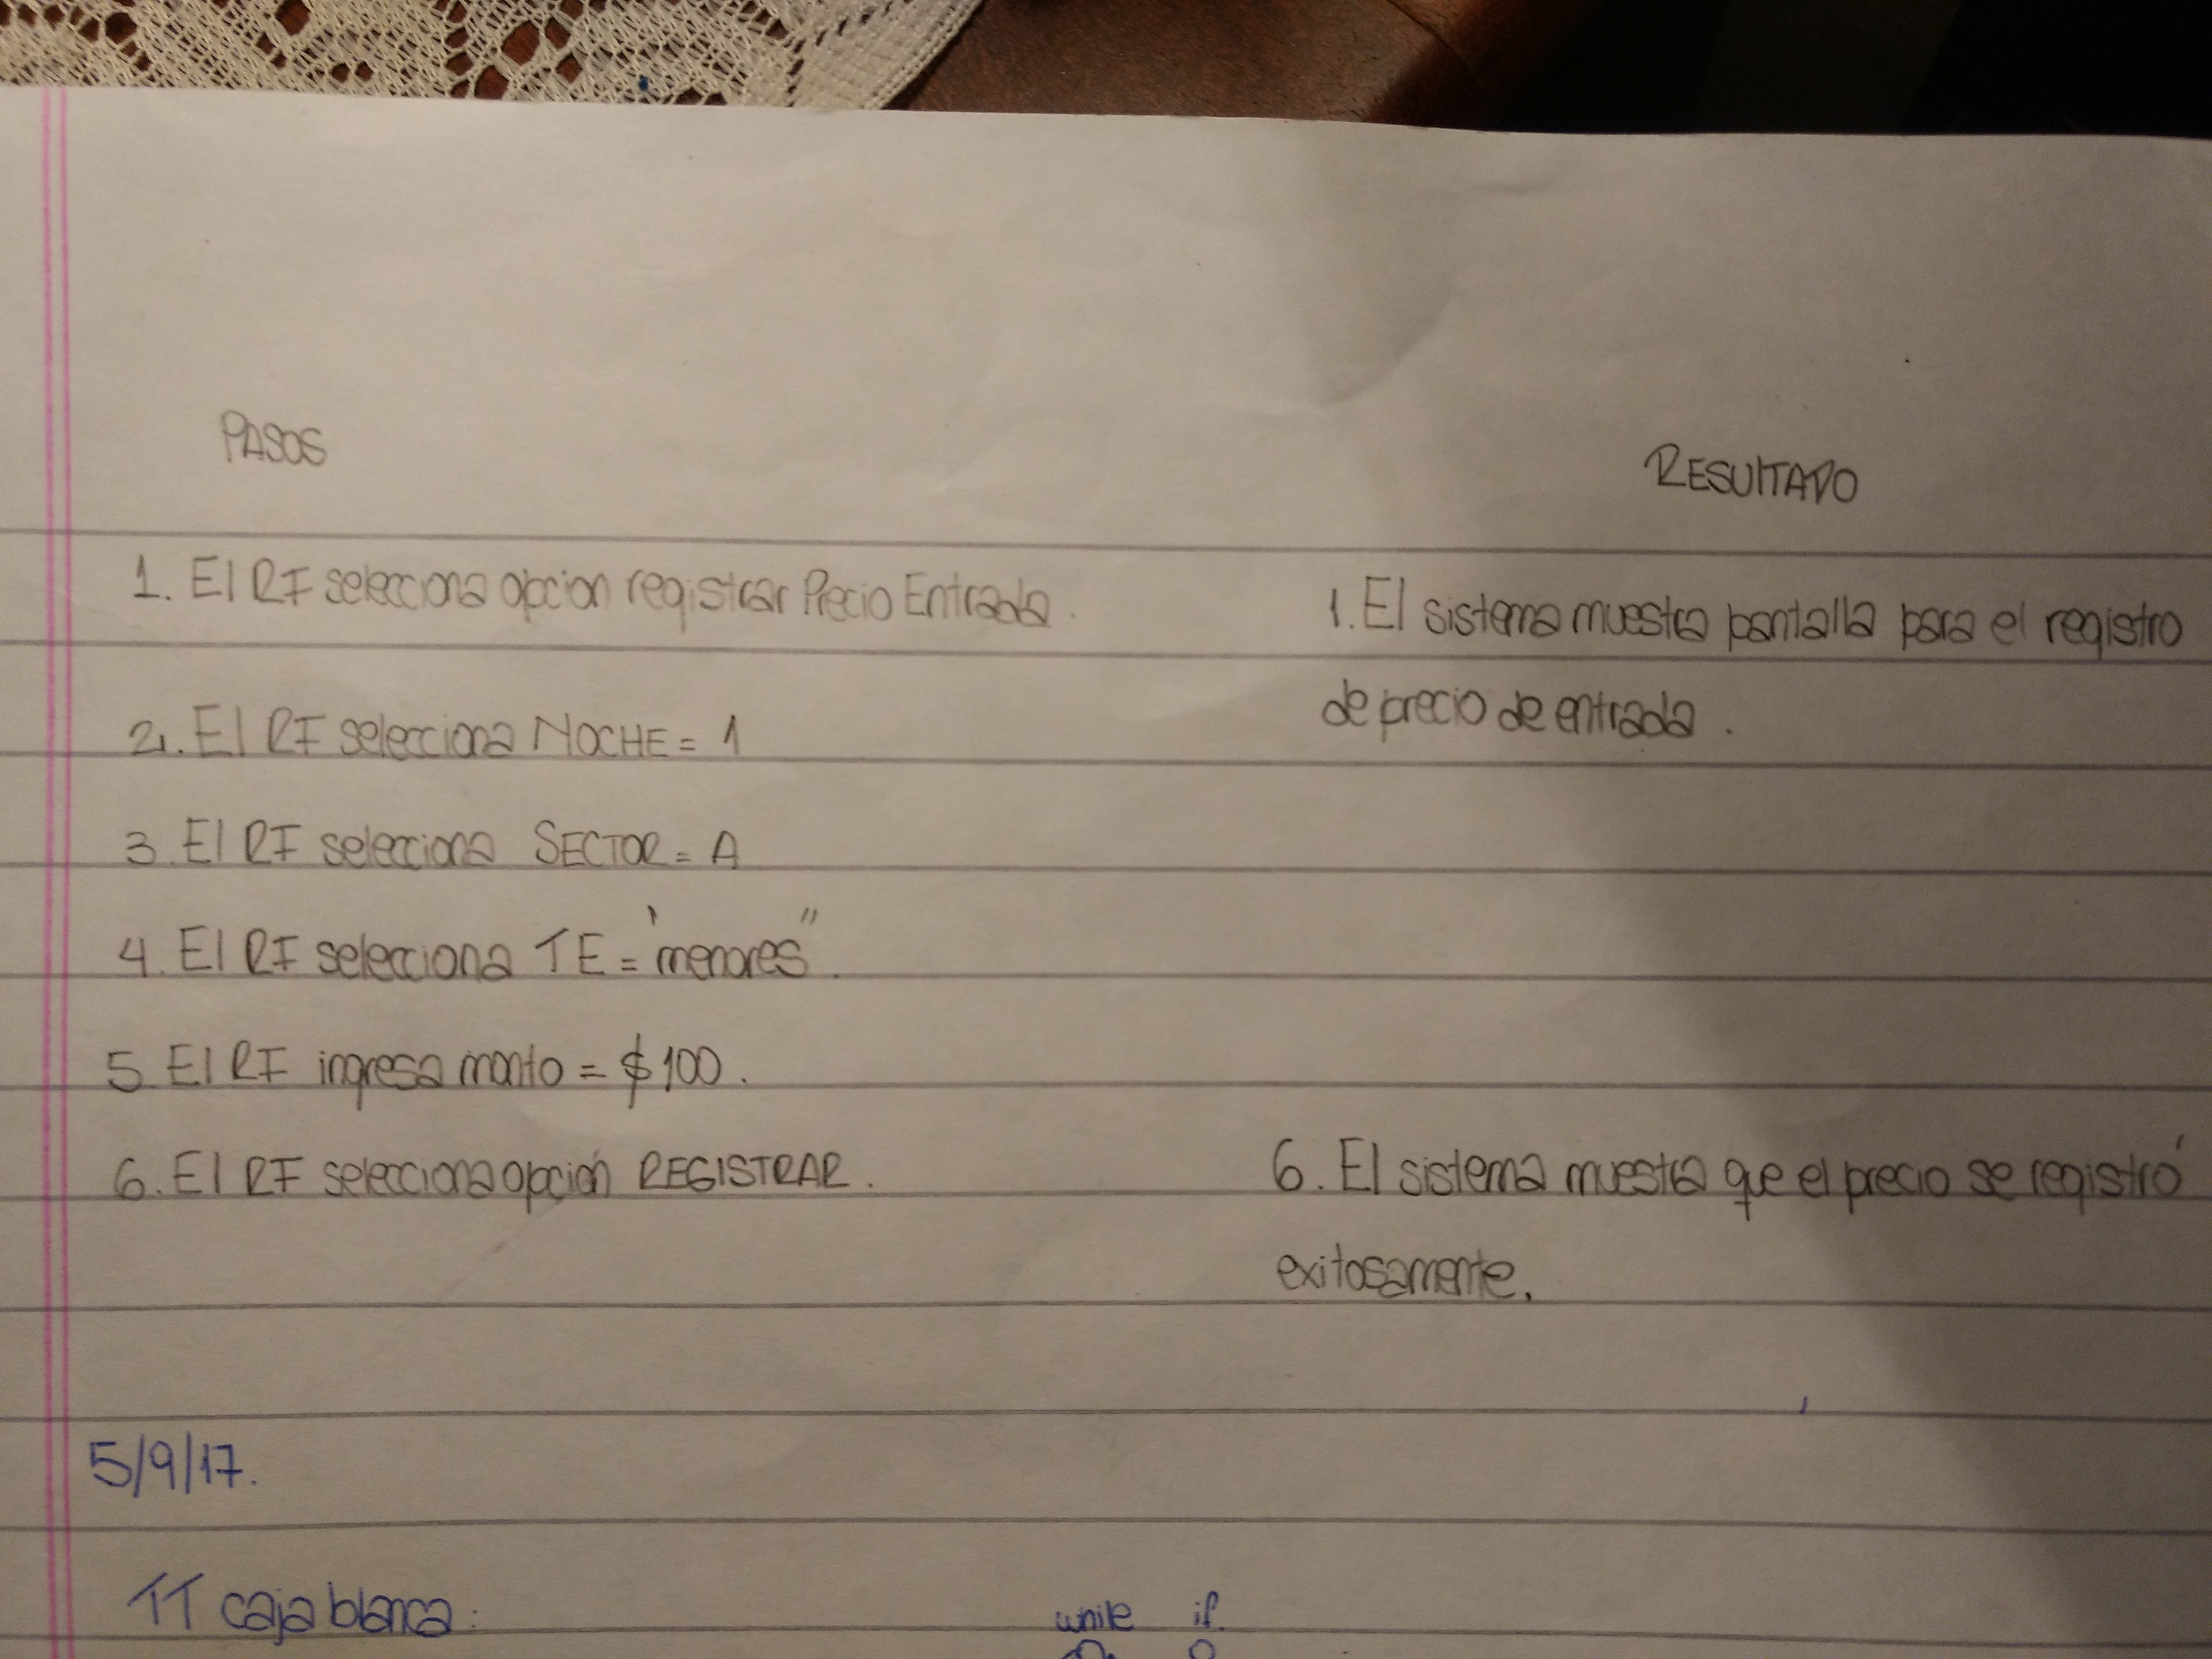 PASOS
RESULTADO
1. El RF selecciona opcion registrar Precio Entrada.
1. El sistema muestra pantalla para el registro
de precio de entrada.
2. El RF selecciona NOCHE = 1
3. El RF selecciona SECTOR = A
4. El RF selecciona TE = "menores".
5. El RF ingresa monto = $100.
6. El RF selecciona opción REGISTRAR.
6. El sistema muestra que el precio se registró
exitosamente.
5/9/17.
TT caja blanca:
while if.